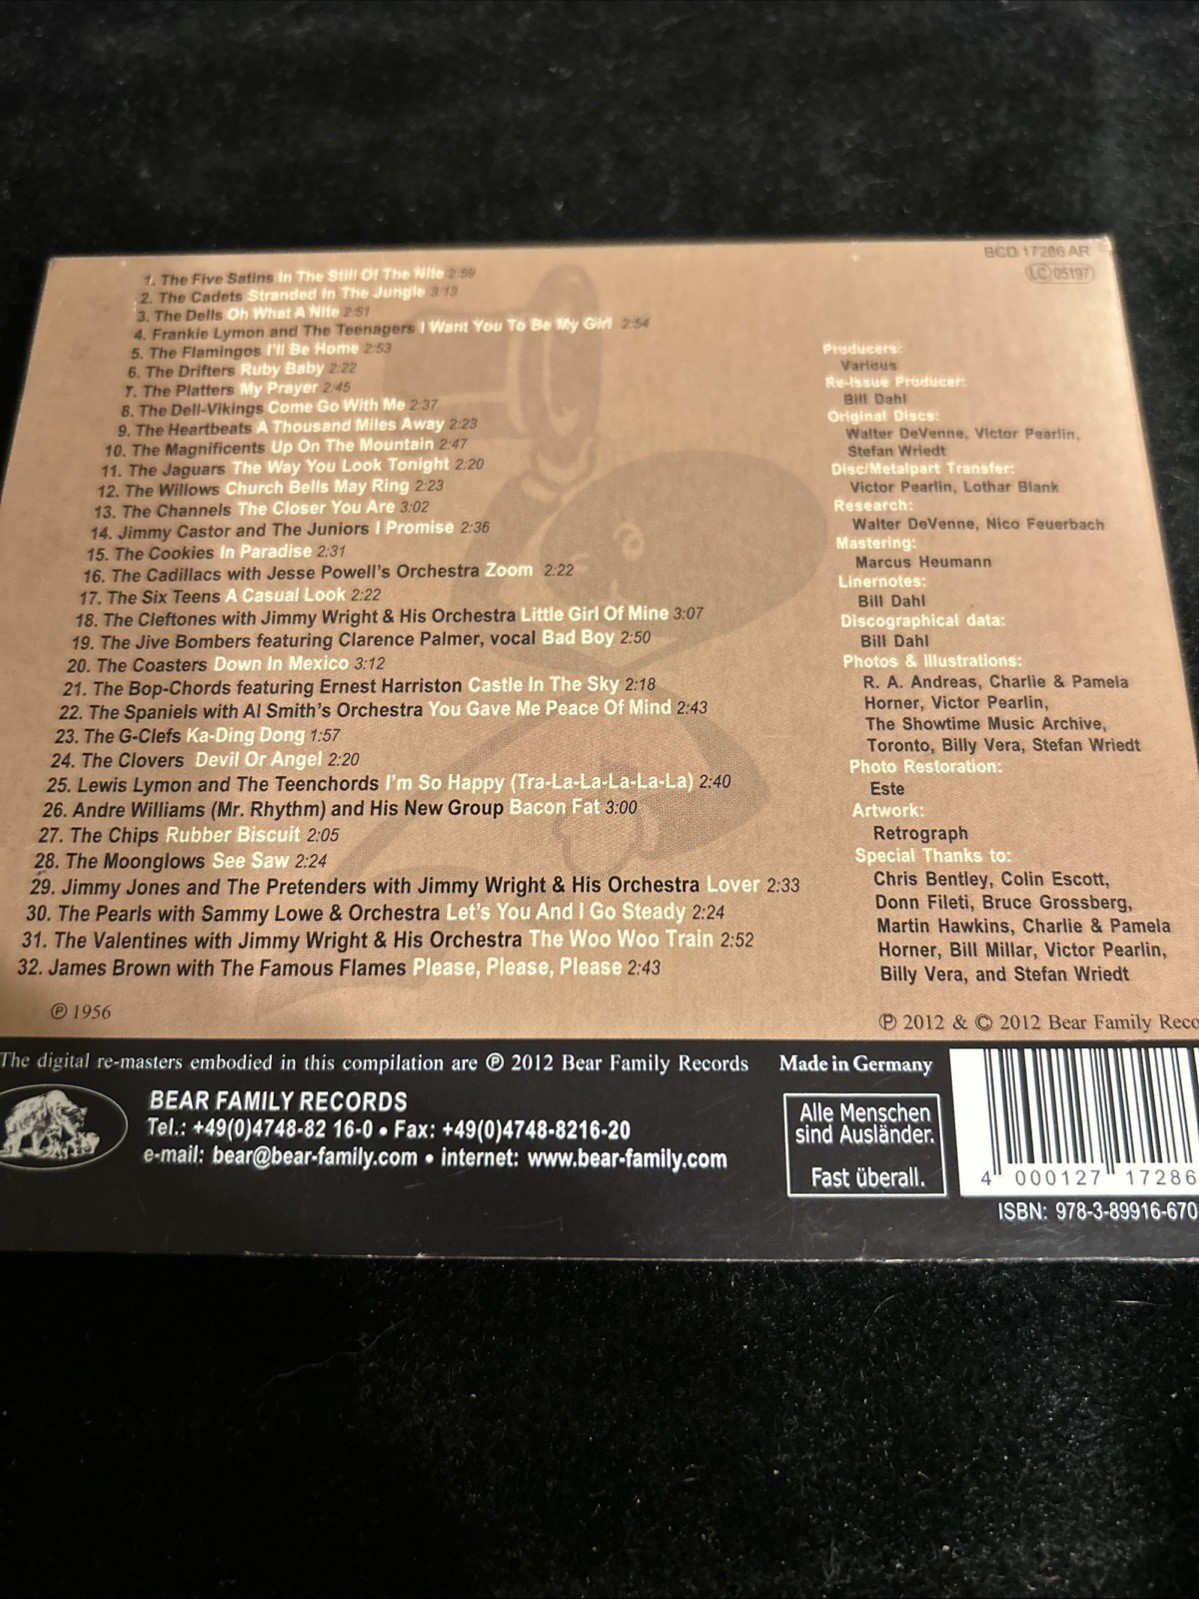 BCD 17286 AR
LC 05197
1. The Five Satins In The Still Of The Nite 2:59
2. The Cadets Stranded In The Jungle 3:13
3. The Dells Oh What A Nite 2:51
4. Frankie Lymon and The Teenagers I Want You To Be My Girl 2:54
5. The Flamingos I'll Be Home 2:53
6. The Drifters Ruby Baby 2:22
7. The Platters My Prayer 2:45
8. The Dell-Vikings Come Go With Me 2:37
9. The Heartbeats A Thousand Miles Away 2:23
10. The Magnificents Up On The Mountain 2:47
11. The Jaguars The Way You Look Tonight 2:20
12. The Willows Church Bells May Ring 2:23
13. The Channels The Closer You Are 3:02
14. Jimmy Castor and The Juniors I Promise 2:36
15. The Cookies In Paradise 2:31
16. The Cadillacs with Jesse Powell's Orchestra Zoom 2:22
17. The Six Teens A Casual Look 2:22
18. The Cleftones with Jimmy Wright & His Orchestra Little Girl Of Mine 3:07
19. The Jive Bombers featuring Clarence Palmer, vocal Bad Boy 2:50
20. The Coasters Down In Mexico 3:12
21. The Bop-Chords featuring Ernest Harriston Castle In The Sky 2:18
22. The Spaniels with Al Smith's Orchestra You Gave Me Peace Of Mind 2:43
23. The G-Clefs Ka-Ding Dong 1:57
24. The Clovers Devil Or Angel 2:20
25. Lewis Lymon and The Teenchords I'm So Happy (Tra-La-La-La-La-La) 2:40
26. Andre Williams (Mr. Rhythm) and His New Group Bacon Fat 3:00
27. The Chips Rubber Biscuit 2:05
28. The Moonglows See Saw 2:24
29. Jimmy Jones and The Pretenders with Jimmy Wright & His Orchestra Lover 2:33
30. The Pearls with Sammy Lowe & Orchestra Let's You And I Go Steady 2:24
31. The Valentines with Jimmy Wright & His Orchestra The Woo Woo Train 2:52
32. James Brown with The Famous Flames Please, Please, Please 2:43
℗ 1956
Producers:
Various
Re-Issue Producer:
Bill Dahl
Original Discs:
Walter DeVenne, Victor Pearlin,
Stefan Wriedt
Disc/Metalpart Transfer:
Victor Pearlin, Lothar Blank
Research:
Walter DeVenne, Nico Feuerbach
Mastering:
Marcus Heumann
Linernotes:
Bill Dahl
Discographical data:
Bill Dahl
Photos & Illustrations:
R. A. Andreas, Charlie & Pamela
Horner, Victor Pearlin,
The Showtime Music Archive,
Toronto, Billy Vera, Stefan Wriedt
Photo Restoration:
Este
Artwork:
Retrograph
Special Thanks to:
Chris Bentley, Colin Escott,
Donn Fileti, Bruce Grossberg,
Martin Hawkins, Charlie & Pamela
Horner, Bill Millar, Victor Pearlin,
Billy Vera, and Stefan Wriedt
℗ 2012 & © 2012 Bear Family Reco
The digital re-masters embodied in this compilation are ℗ 2012 Bear Family Records
Made in Germany
BEAR FAMILY RECORDS
Tel.: +49(0)4748-82 16-0 • Fax: +49(0)4748-8216-20
e-mail: bear@bear-family.com • internet: www.bear-family.com
Alle Menschen
sind Ausländer.
Fast überall.
4 000127 17286
ISBN: 978-3-89916-670